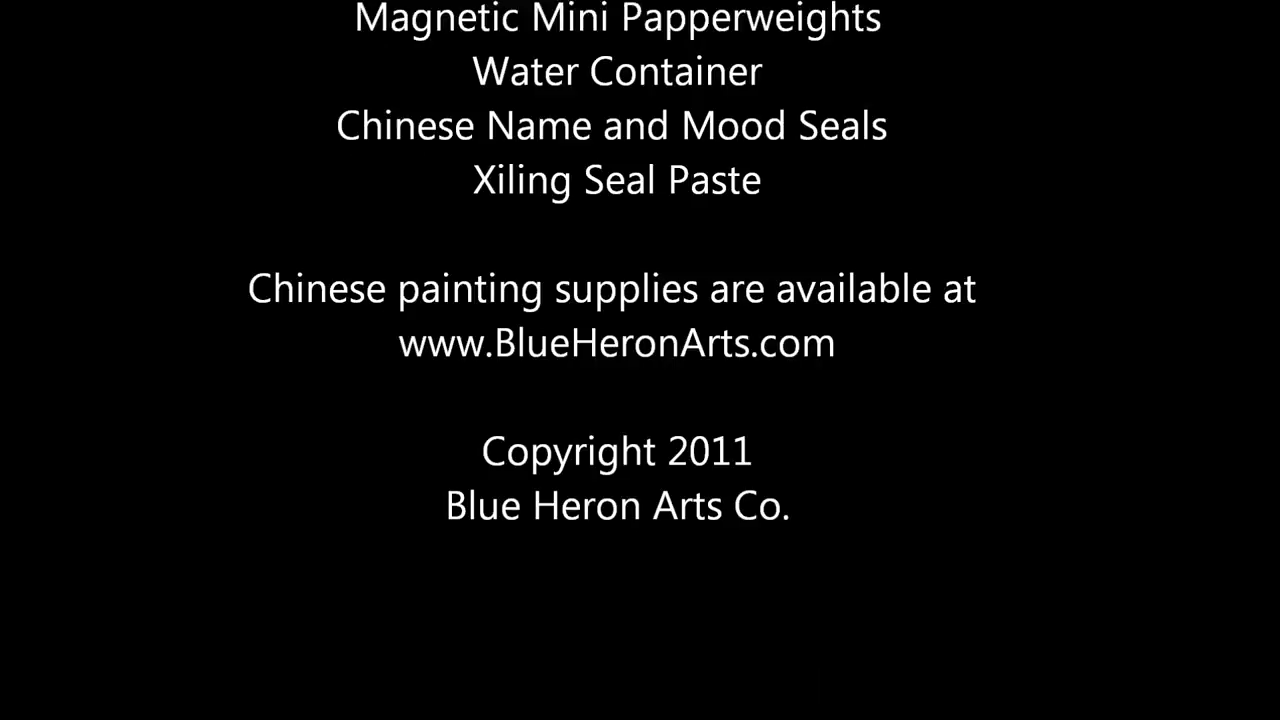 Magnetic Mini Papperweights
Water Container
Chinese Name and Mood Seals
Xiling Seal Paste
Chinese painting supplies are available at
www.BlueHeronArts.com
Copyright 2011
Blue Heron Arts Co.